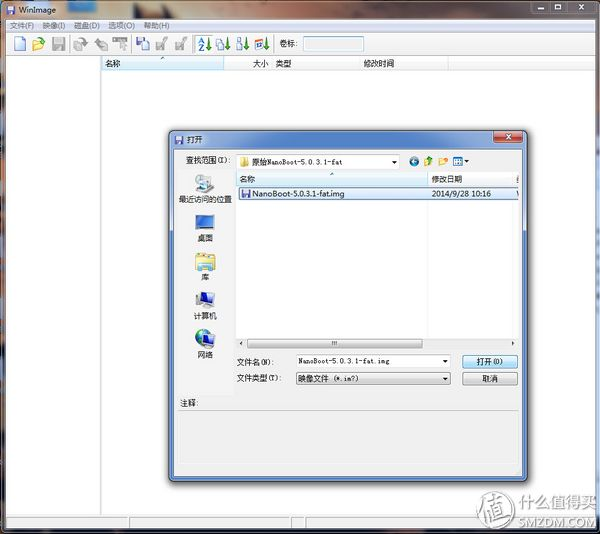 WinImage
文件(F) 映像(I) 磁盘(D) 选项(O) 帮助(H)
卷标:
名称 大小 类型 修改时间
打开
查找范围(I): 原始NanoBoot-5.0.3.1-fat
名称 修改日期
NanoBoot-5.0.3.1-fat.img 2014/9/28 10:16
最近访问的位置
桌面
库
计算机
网络
文件名(N): NanoBoot-5.0.3.1-fat.img 打开(O)
文件类型(T): 映像文件 (*.im?) 取消
注释:
值 什么值得买
SMZDM.COM